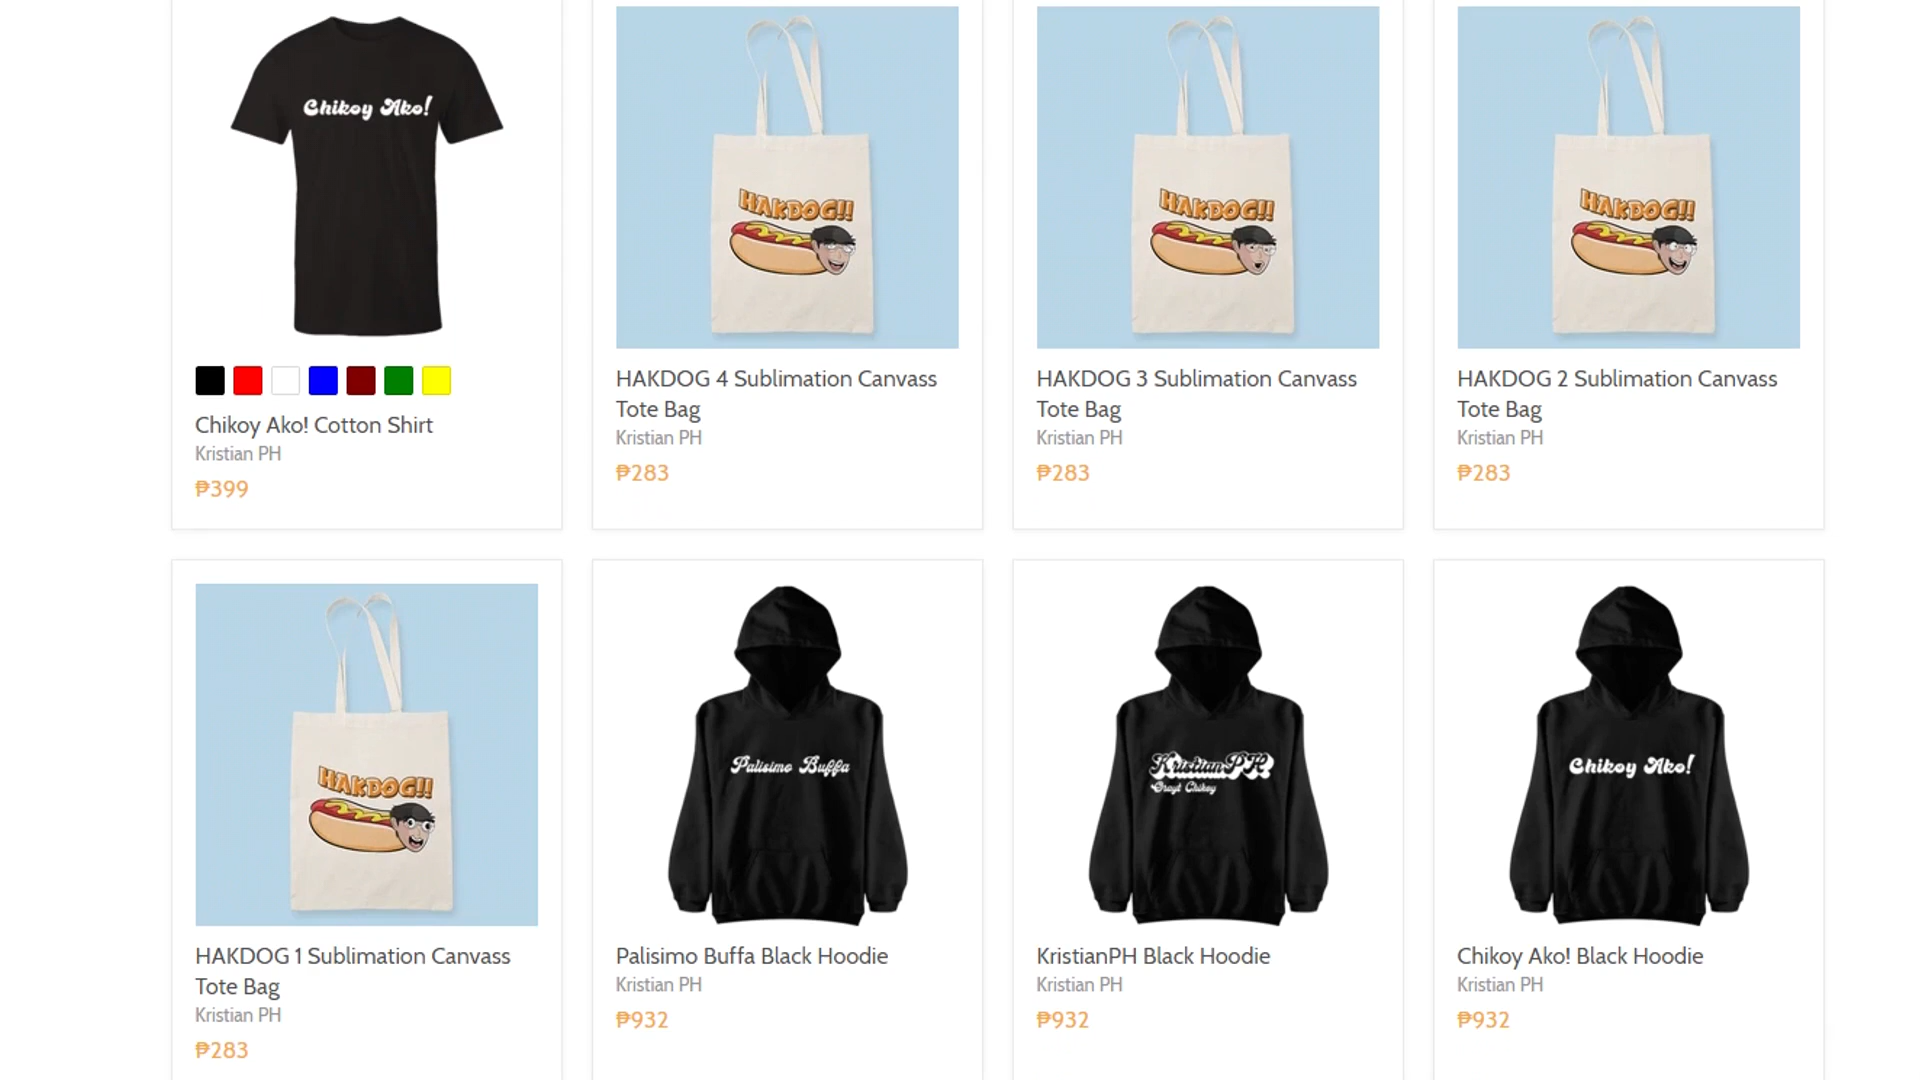 Chikoy Ako!
HAKDOG!!
HAKDOG!!
HAKDOG!!
Chikoy Ako! Cotton Shirt
Kristian PH
₱399
HAKDOG 4 Sublimation Canvass
Tote Bag
Kristian PH
₱283
HAKDOG 3 Sublimation Canvass
Tote Bag
Kristian PH
₱283
HAKDOG 2 Sublimation Canvass
Tote Bag
Kristian PH
₱283
HAKDOG!!
Palisimo Buffa
KristianPH
Orayt Chikoy
Chikoy Ako!
HAKDOG 1 Sublimation Canvass
Tote Bag
Kristian PH
₱283
Palisimo Buffa Black Hoodie
Kristian PH
₱932
KristianPH Black Hoodie
Kristian PH
₱932
Chikoy Ako! Black Hoodie
Kristian PH
₱932